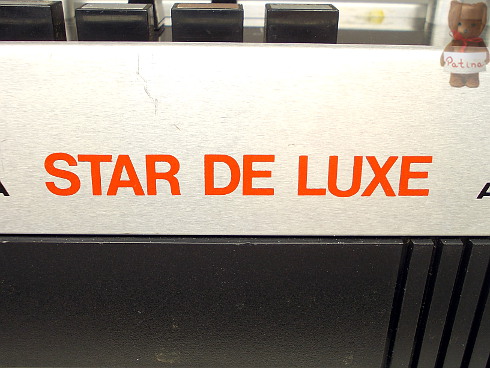 Patina
STAR DE LUXE
A
A